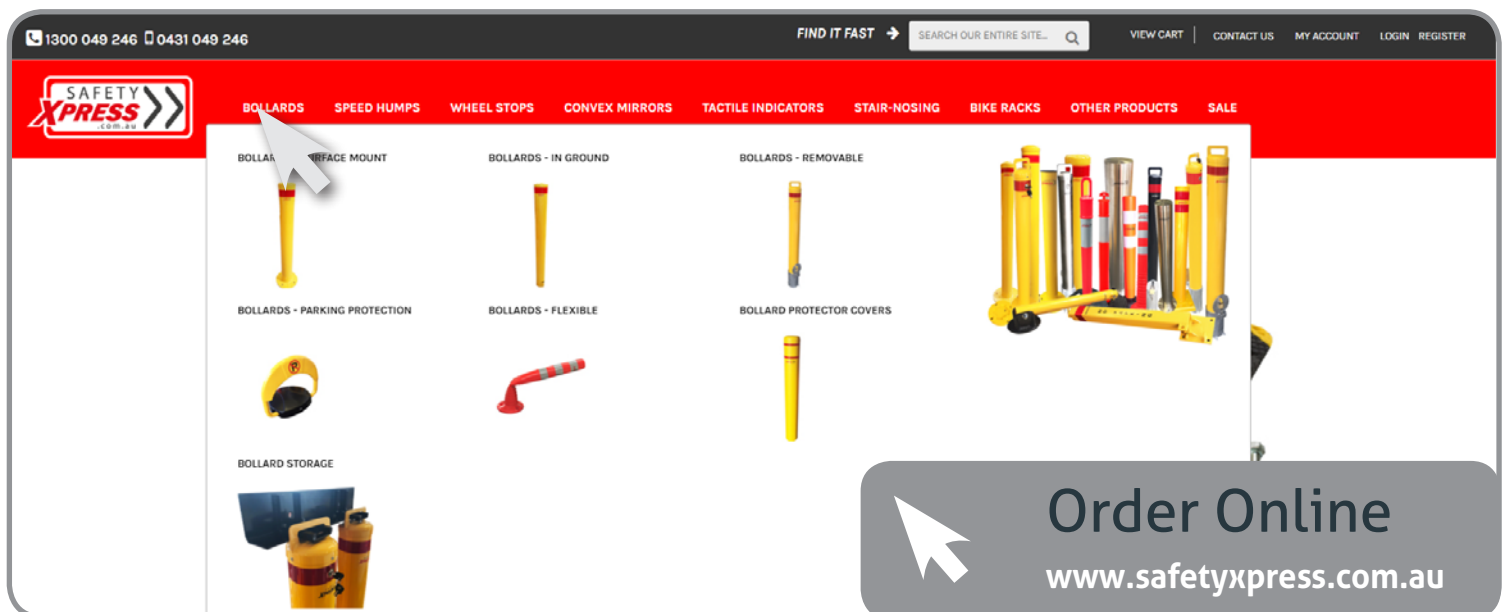 1300 049 246 0431 049 246
FIND IT FAST
SEARCH OUR ENTIRE SITE...
VIEW CART
CONTACT US
MY ACCOUNT
LOGIN
REGISTER
SAFETY
XPRESS
.com.au
BOLLARDS
SPEED HUMPS
WHEEL STOPS
CONVEX MIRRORS
TACTILE INDICATORS
STAIR-NOSING
BIKE RACKS
OTHER PRODUCTS
SALE
MOUNT
BOLLARDS - IN GROUND
BOLLARDS - REMOVABLE
BOLLARDS - PARKING PROTECTION
BOLLARDS - FLEXIBLE
BOLLARD PROTECTOR COVERS
P
BOLLARD STORAGE
Order Online
www.safetyxpress.com.au